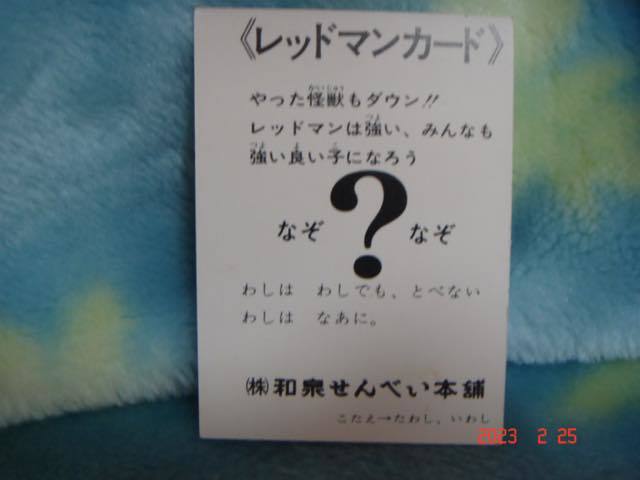 《レッドマンカード》
やった怪獣もダウン!!
レッドマンは強い、みんなも
強い良い子になろう
なぞ ? なぞ
わしは　わしでも、とべない
わしは　なあに。
㈱和泉せんべい本舗
こたえ→たわし、いわし
2023 2 25